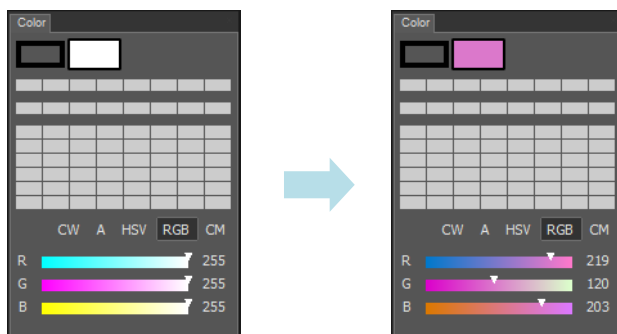 Color
CW A HSV RGB CM
R 255
G 255
B 255
Color
CW A HSV RGB CM
R 219
G 120
B 203